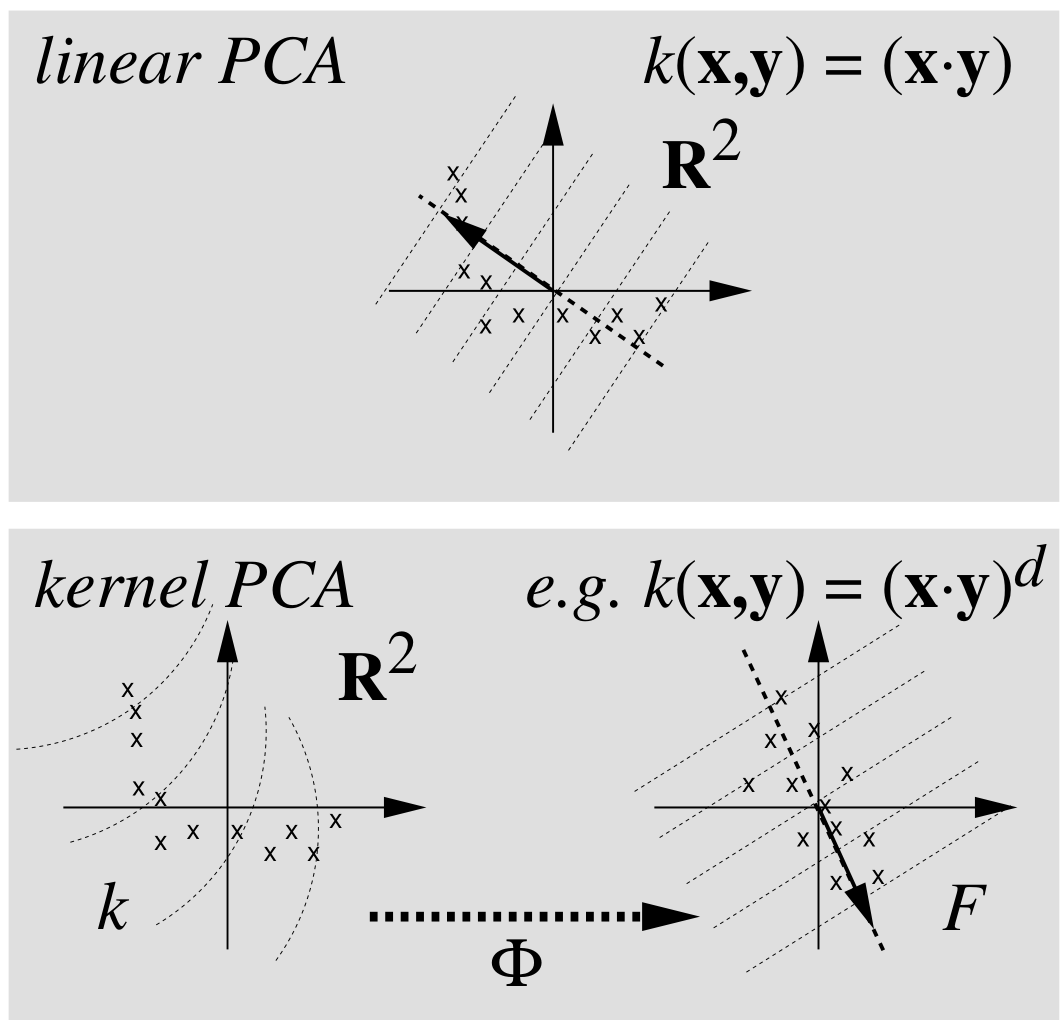 linear PCA
k(x,y) = (x·y)
R²
kernel PCA
e.g. k(x,y) = (x·y)ᵈ
R²
k
F
Φ